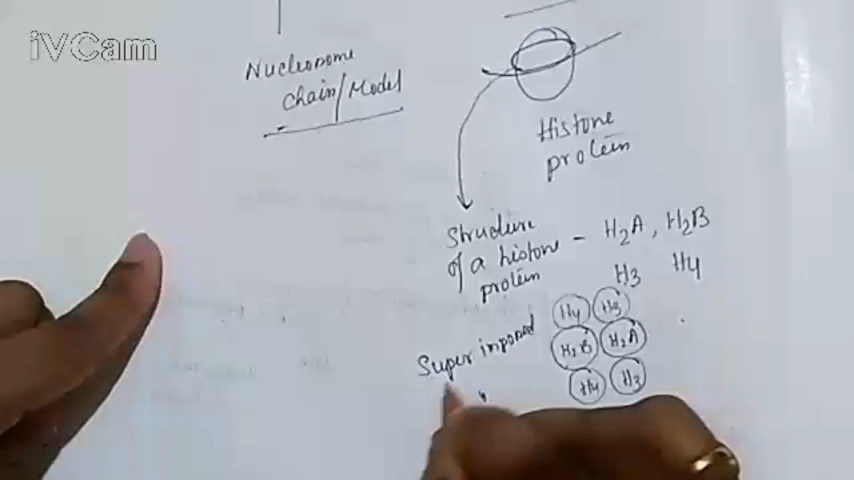 iVCam
Nucleosome
chain/Model
Histone
protein
Structure
of a histone – H2A, H2B
protein
H3 H4
Super imposed
H4 H3
H2B H2A
H4 H3